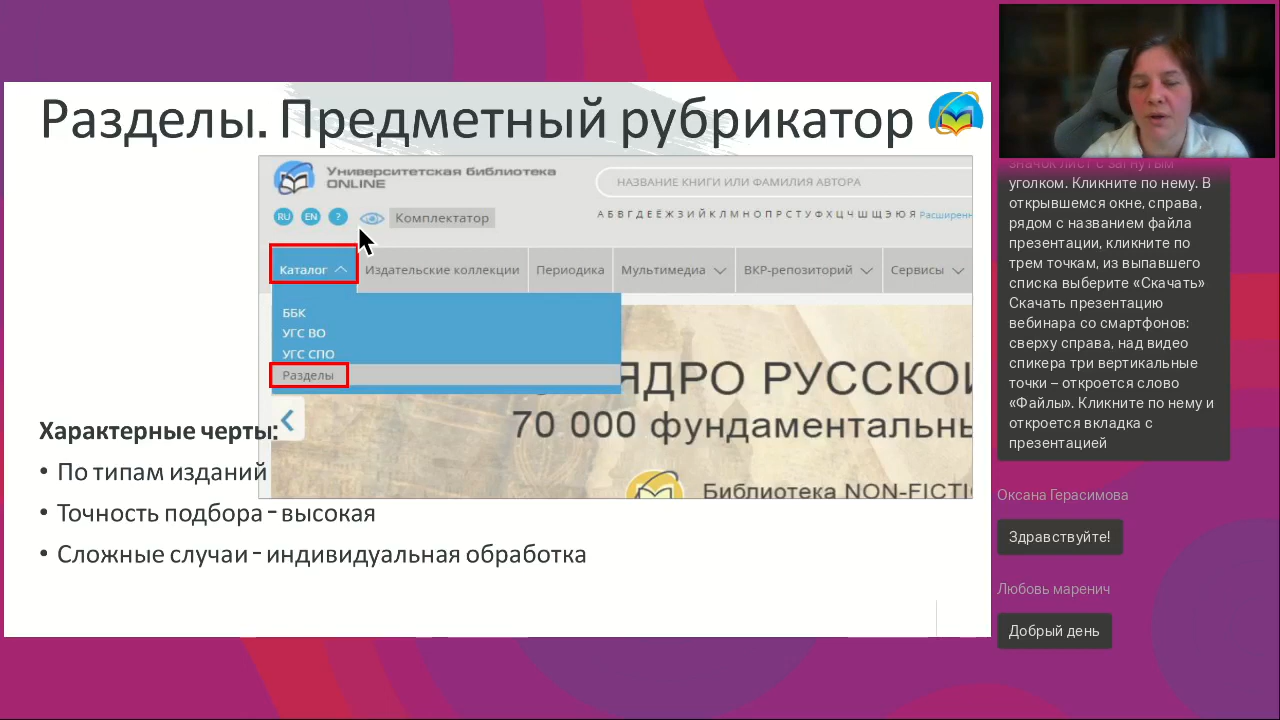 Разделы. Предметный рубрикатор
Университетская библиотека
ONLINE
НАЗВАНИЕ КНИГИ ИЛИ ФАМИЛИЯ АВТОРА
RU EN ? Комплектатор
А Б В Г Д Е Ё Ж З И Й К Л М Н О П Р С Т У Ф Х Ц Ч Ш Щ Э Ю Я Расширенн
Каталог Издательские коллекции Периодика Мультимедиа ВКР-репозиторий Сервисы
ББК
УГС ВО
УГС СПО
Разделы
ЯДРО РУССКОЙ
70 000 фундаментальн
Библиотека NON-FICTI
Характерные черты:
• По типам изданий
• Точность подбора – высокая
• Сложные случаи – индивидуальная обработка
значок лист с загнутым
уголком. Кликните по нему. В
открывшемся окне, справа,
рядом с названием файла
презентации, кликните по
трем точкам, из выпавшего
списка выберите «Скачать»
Скачать презентацию
вебинара со смартфонов:
сверху справа, над видео
спикера три вертикальные
точки – откроется слово
«Файлы». Кликните по нему и
откроется вкладка с
презентацией
Оксана Герасимова
Здравствуйте!
Любовь маренич
Добрый день